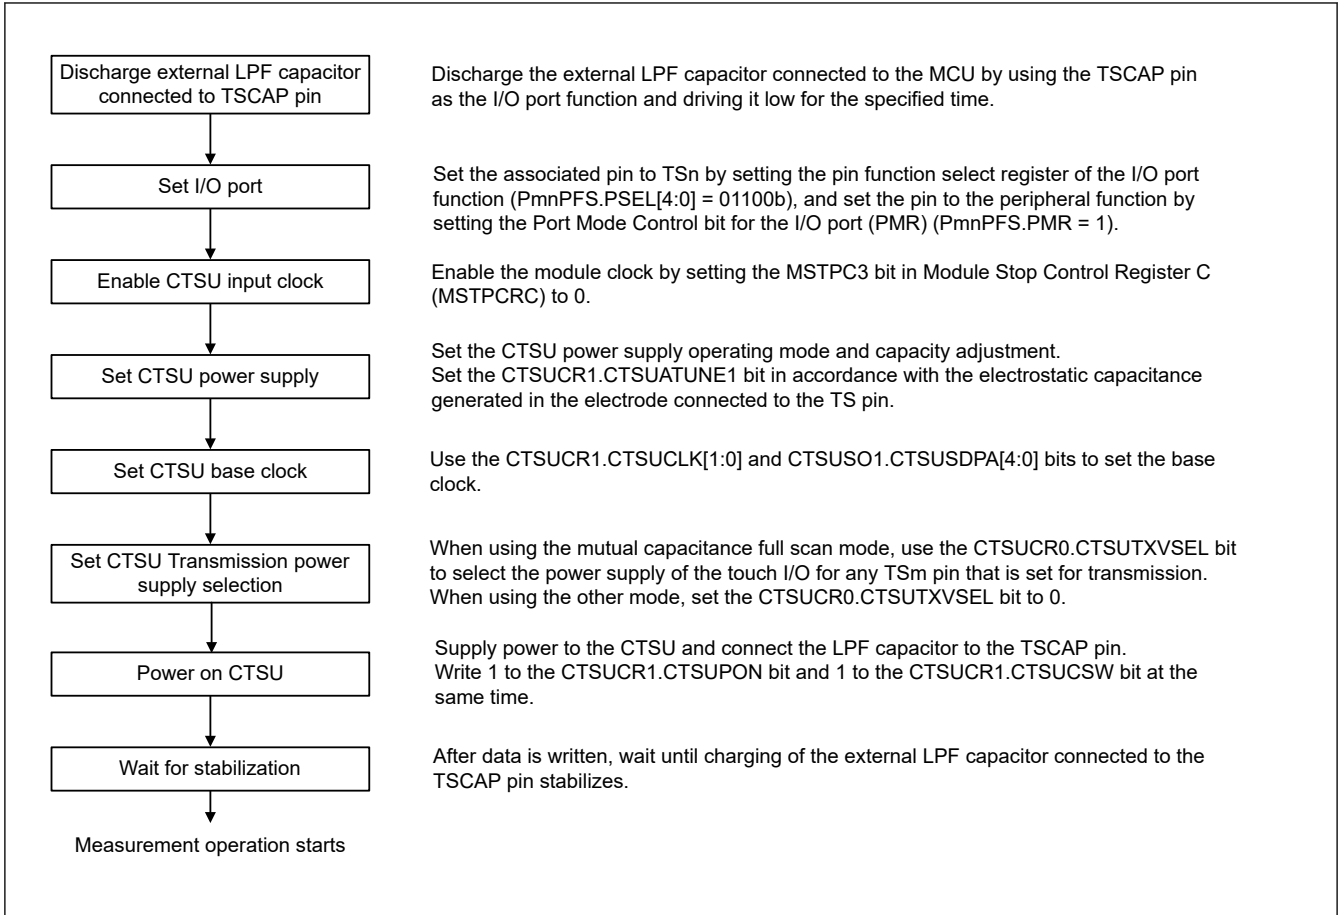 Discharge external LPF capacitor
connected to TSCAP pin
Discharge the external LPF capacitor connected to the MCU by using the TSCAP pin
as the I/O port function and driving it low for the specified time.
Set I/O port
Set the associated pin to TSn by setting the pin function select register of the I/O port
function (PmnPFS.PSEL[4:0] = 01100b), and set the pin to the peripheral function by
setting the Port Mode Control bit for the I/O port (PMR) (PmnPFS.PMR = 1).
Enable CTSU input clock
Enable the module clock by setting the MSTPC3 bit in Module Stop Control Register C
(MSTPCRC) to 0.
Set CTSU power supply
Set the CTSU power supply operating mode and capacity adjustment.
Set the CTSUCR1.CTSUATUNE1 bit in accordance with the electrostatic capacitance
generated in the electrode connected to the TS pin.
Set CTSU base clock
Use the CTSUCR1.CTSUCLK[1:0] and CTSUSO1.CTSUSDPA[4:0] bits to set the base
clock.
Set CTSU Transmission power
supply selection
When using the mutual capacitance full scan mode, use the CTSUCR0.CTSUTXVSEL bit
to select the power supply of the touch I/O for any TSm pin that is set for transmission.
When using the other mode, set the CTSUCR0.CTSUTXVSEL bit to 0.
Power on CTSU
Supply power to the CTSU and connect the LPF capacitor to the TSCAP pin.
Write 1 to the CTSUCR1.CTSUPON bit and 1 to the CTSUCR1.CTSUCSW bit at the
same time.
Wait for stabilization
After data is written, wait until charging of the external LPF capacitor connected to the
TSCAP pin stabilizes.
Measurement operation starts